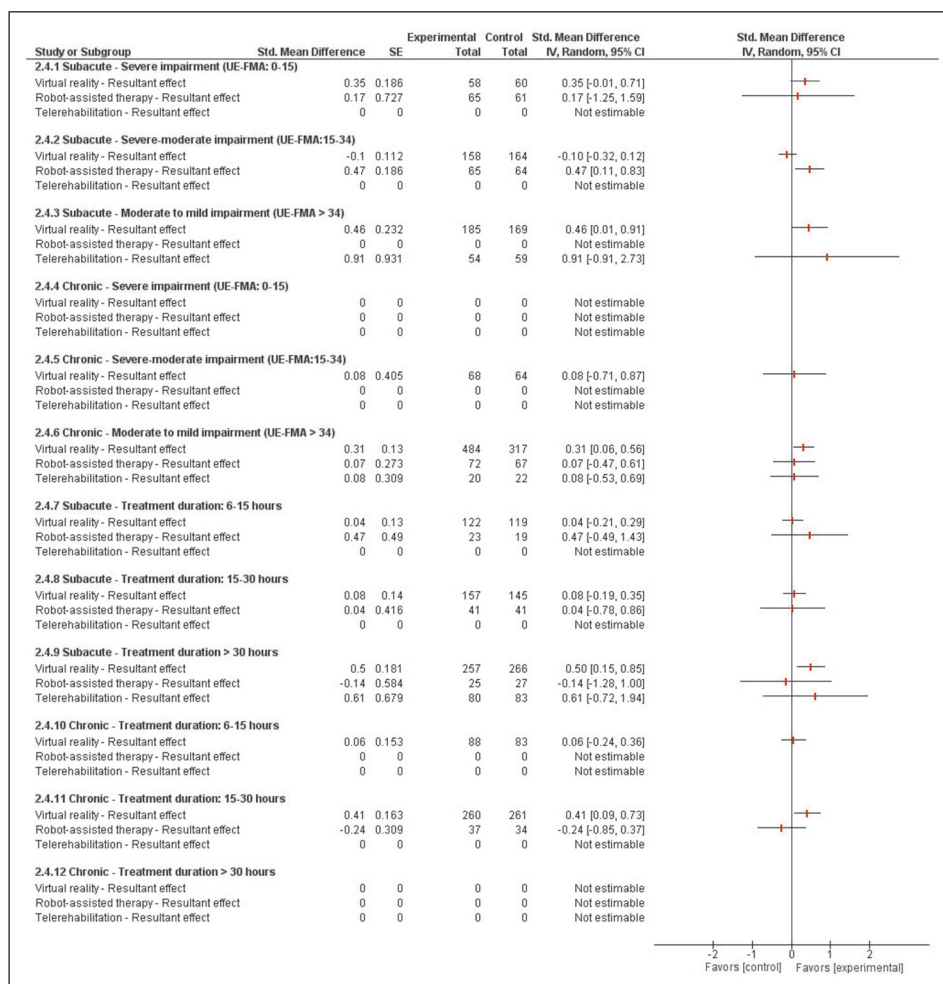 Experimental Control Std. Mean Difference Std. Mean Difference
Study or Subgroup Std. Mean Difference SE Total Total IV, Random, 95% CI IV, Random, 95% CI
2.4.1 Subacute - Severe impairment (UE-FMA: 0-15)
Virtual reality - Resultant effect 0.35 0.186 58 60 0.35 [-0.01, 0.71]
Robot-assisted therapy - Resultant effect 0.17 0.727 65 61 0.17 [-1.25, 1.59]
Telerehabilitation - Resultant effect 0 0 0 0 Not estimable
2.4.2 Subacute - Severe-moderate impairment (UE-FMA:15-34)
Virtual reality - Resultant effect -0.1 0.112 158 164 -0.10 [-0.32, 0.12]
Robot-assisted therapy - Resultant effect 0.47 0.186 65 64 0.47 [0.11, 0.83]
Telerehabilitation - Resultant effect 0 0 0 0 Not estimable
2.4.3 Subacute - Moderate to mild impairment (UE-FMA > 34)
Virtual reality - Resultant effect 0.46 0.232 185 169 0.46 [0.01, 0.91]
Robot-assisted therapy - Resultant effect 0 0 0 0 Not estimable
Telerehabilitation - Resultant effect 0.91 0.931 54 59 0.91 [-0.91, 2.73]
2.4.4 Chronic - Severe impairment (UE-FMA: 0-15)
Virtual reality - Resultant effect 0 0 0 0 Not estimable
Robot-assisted therapy - Resultant effect 0 0 0 0 Not estimable
Telerehabilitation - Resultant effect 0 0 0 0 Not estimable
2.4.5 Chronic - Severe-moderate impairment (UE-FMA:15-34)
Virtual reality - Resultant effect 0.08 0.405 68 64 0.08 [-0.71, 0.87]
Robot-assisted therapy - Resultant effect 0 0 0 0 Not estimable
Telerehabilitation - Resultant effect 0 0 0 0 Not estimable
2.4.6 Chronic - Moderate to mild impairment (UE-FMA > 34)
Virtual reality - Resultant effect 0.31 0.13 484 317 0.31 [0.06, 0.56]
Robot-assisted therapy - Resultant effect 0.07 0.273 72 67 0.07 [-0.47, 0.61]
Telerehabilitation - Resultant effect 0.08 0.309 20 22 0.08 [-0.53, 0.69]
2.4.7 Subacute - Treatment duration: 6-15 hours
Virtual reality - Resultant effect 0.04 0.13 122 119 0.04 [-0.21, 0.29]
Robot-assisted therapy - Resultant effect 0.47 0.49 23 19 0.47 [-0.49, 1.43]
Telerehabilitation - Resultant effect 0 0 0 0 Not estimable
2.4.8 Subacute - Treatment duration: 15-30 hours
Virtual reality - Resultant effect 0.08 0.14 157 145 0.08 [-0.19, 0.35]
Robot-assisted therapy - Resultant effect 0.04 0.416 41 41 0.04 [-0.78, 0.86]
Telerehabilitation - Resultant effect 0 0 0 0 Not estimable
2.4.9 Subacute - Treatment duration > 30 hours
Virtual reality - Resultant effect 0.5 0.181 257 266 0.50 [0.15, 0.85]
Robot-assisted therapy - Resultant effect -0.14 0.584 25 27 -0.14 [-1.28, 1.00]
Telerehabilitation - Resultant effect 0.61 0.679 80 83 0.61 [-0.72, 1.94]
2.4.10 Chronic - Treatment duration: 6-15 hours
Virtual reality - Resultant effect 0.06 0.153 88 83 0.06 [-0.24, 0.36]
Robot-assisted therapy - Resultant effect 0 0 0 0 Not estimable
Telerehabilitation - Resultant effect 0 0 0 0 Not estimable
2.4.11 Chronic - Treatment duration: 15-30 hours
Virtual reality - Resultant effect 0.41 0.163 260 261 0.41 [0.09, 0.73]
Robot-assisted therapy - Resultant effect -0.24 0.309 37 34 -0.24 [-0.85, 0.37]
Telerehabilitation - Resultant effect 0 0 0 0 Not estimable
2.4.12 Chronic - Treatment duration > 30 hours
Virtual reality - Resultant effect 0 0 0 0 Not estimable
Robot-assisted therapy - Resultant effect 0 0 0 0 Not estimable
Telerehabilitation - Resultant effect 0 0 0 0 Not estimable
-2 -1 0 1 2
Favors [control] Favors [experimental]